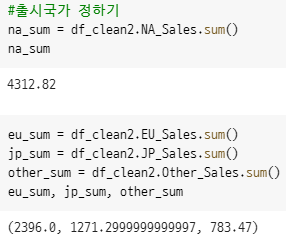 #출시국가 정하기
na_sum = df_clean2.NA_Sales.sum()
na_sum
4312.82
eu_sum = df_clean2.EU_Sales.sum()
jp_sum = df_clean2.JP_Sales.sum()
other_sum = df_clean2.Other_Sales.sum()
eu_sum, jp_sum, other_sum
(2396.0, 1271.2999999999997, 783.47)